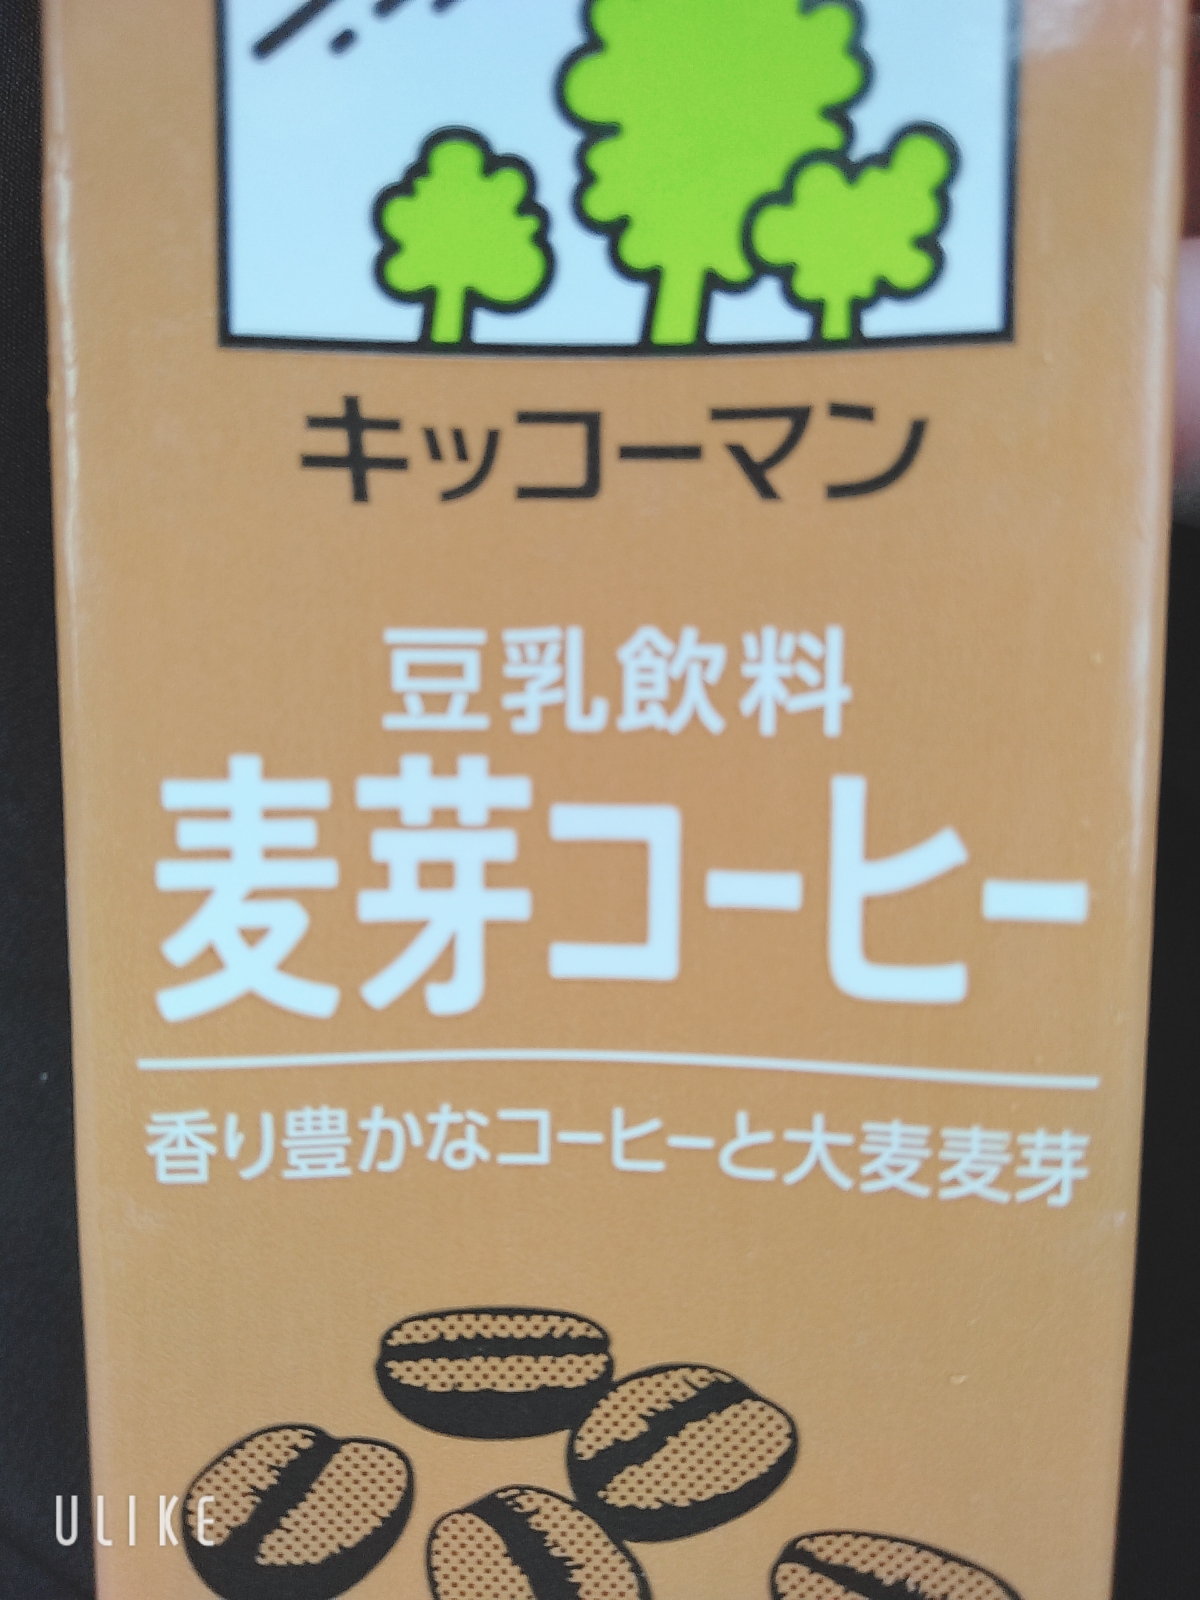 キッコーマン
豆乳飲料
麦芽コーヒー
香り豊かなコーヒーと大麦麦芽
ULIKE